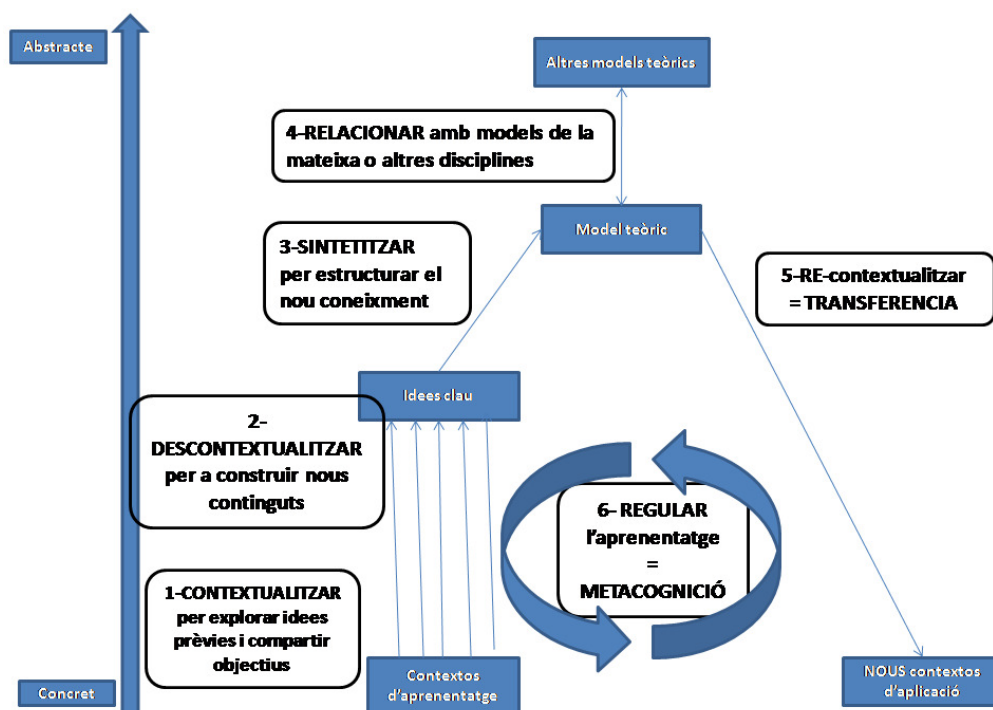 Abstracte
Altres models teòrics
4-RELACIONAR amb models de la
mateixa o altres disciplines
Model teòric
3-SINTETITZAR
per estructurar el
nou coneixment
5-RE-contextualitzar
= TRANSFERENCIA
Idees clau
2-
DESCONTEXTUALITZAR
per a construir nous
continguts
6- REGULAR
l'aprenentatge
=
METACOGNICIÓ
1-CONTEXTUALITZAR
per explorar idees
prèvies i compartir
objectius
Concret
Contextos
d'aprenentatge
NOUS contextos
d'aplicació